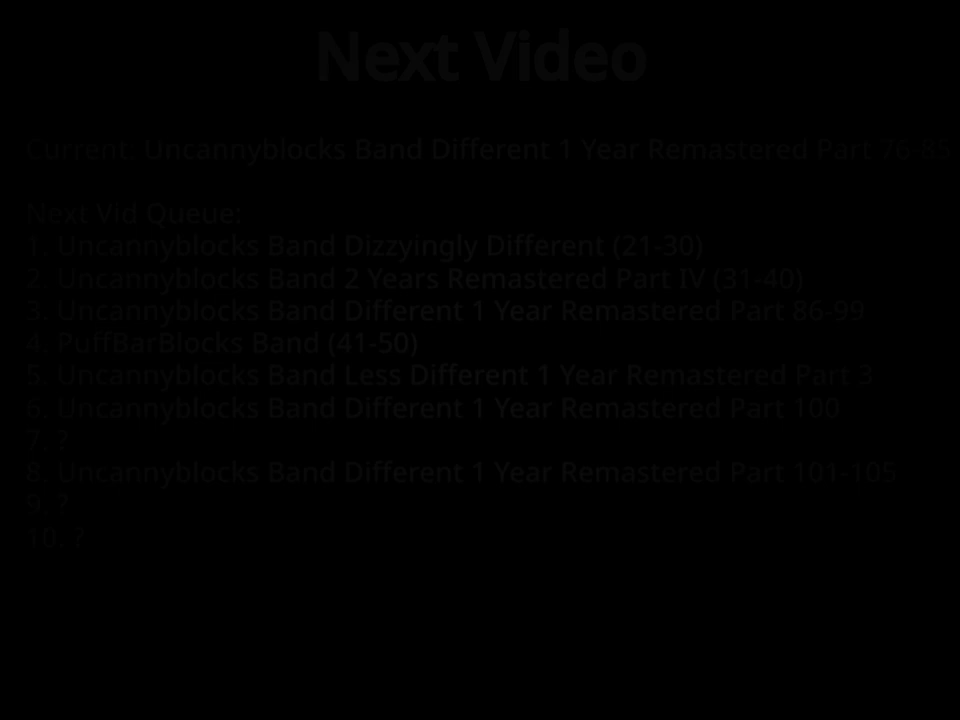 Next Video
Current: Uncannyblocks Band Different 1 Year Remastered Part 76-85
Next Vid Queue:
1. Uncannyblocks Band Dizzyingly Different (21-30)
2. Uncannyblocks Band 2 Years Remastered Part IV (31-40)
3. Uncannyblocks Band Different 1 Year Remastered Part 86-99
4. PuffBarBlocks Band (41-50)
5. Uncannyblocks Band Less Different 1 Year Remastered Part 3
6. Uncannyblocks Band Different 1 Year Remastered Part 100
7. ?
8. Uncannyblocks Band Different 1 Year Remastered Part 101-105
9. ?
10. ?